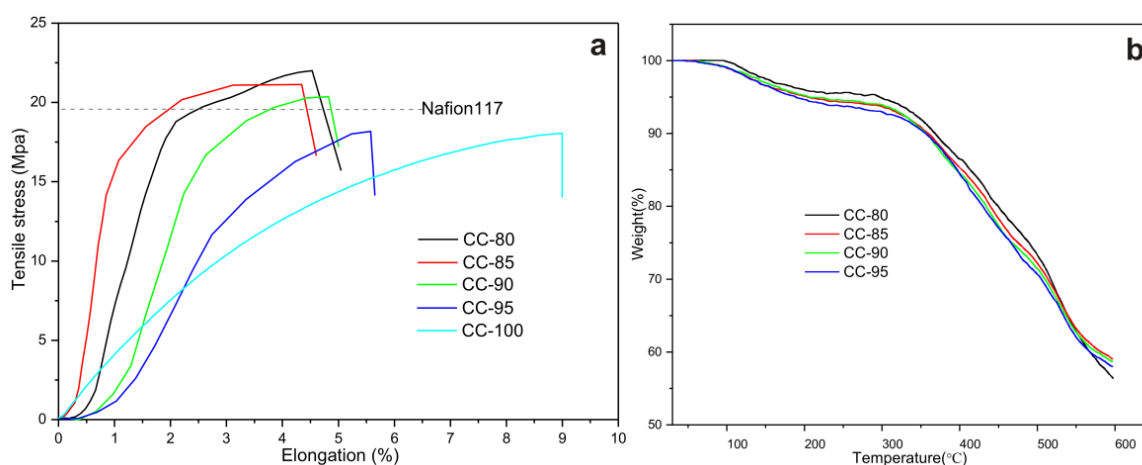 a
25
20
15
10
5
0
Tensile stress (Mpa)
Nafion117
CC-80
CC-85
CC-90
CC-95
CC-100
0 1 2 3 4 5 6 7 8 9 10
Elongation (%)
b
100
90
80
70
60
50
Weight(%)
CC-80
CC-85
CC-90
CC-95
100 200 300 400 500 600
Temperature(°C)